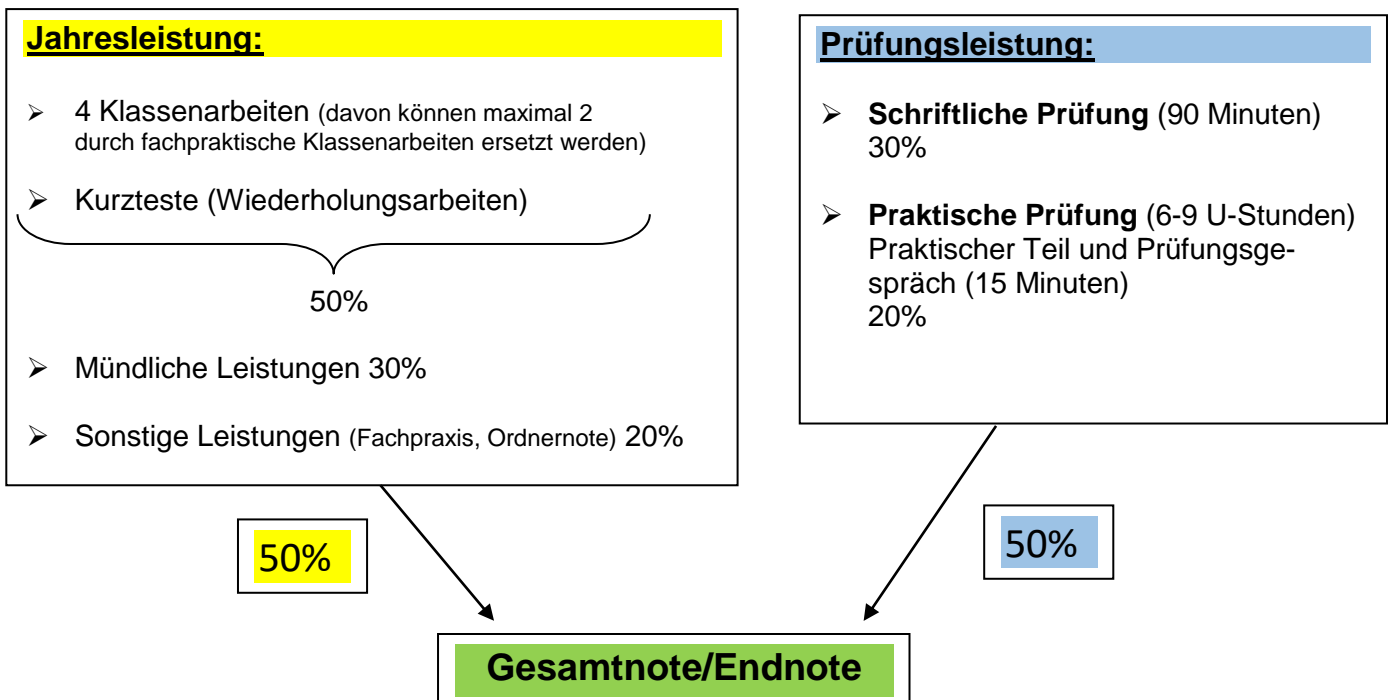 Jahresleistung:
➢ 4 Klassenarbeiten (davon können maximal 2
durch fachpraktische Klassenarbeiten ersetzt werden)
➢ Kurzteste (Wiederholungsarbeiten)
50%
➢ Mündliche Leistungen 30%
➢ Sonstige Leistungen (Fachpraxis, Ordnernote) 20%
50%
Prüfungsleistung:
➢ Schriftliche Prüfung (90 Minuten)
30%
➢ Praktische Prüfung (6-9 U-Stunden)
Praktischer Teil und Prüfungsge-
spräch (15 Minuten)
20%
50%
Gesamtnote/Endnote